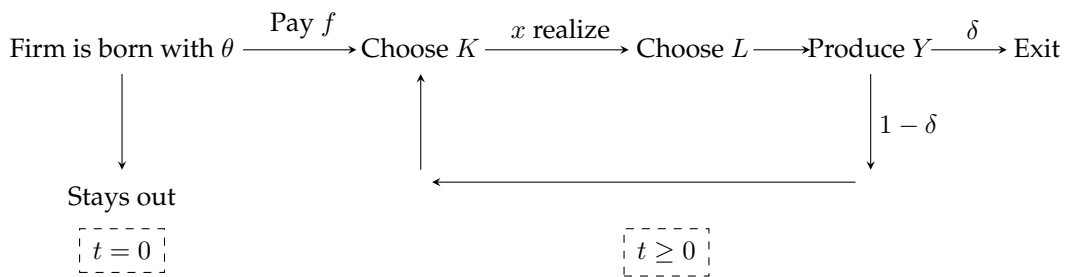 Pay f
x realize
δ
Firm is born with θ
Choose K
Choose L
Produce Y
Exit
1 − δ
Stays out
t = 0
t ≥ 0